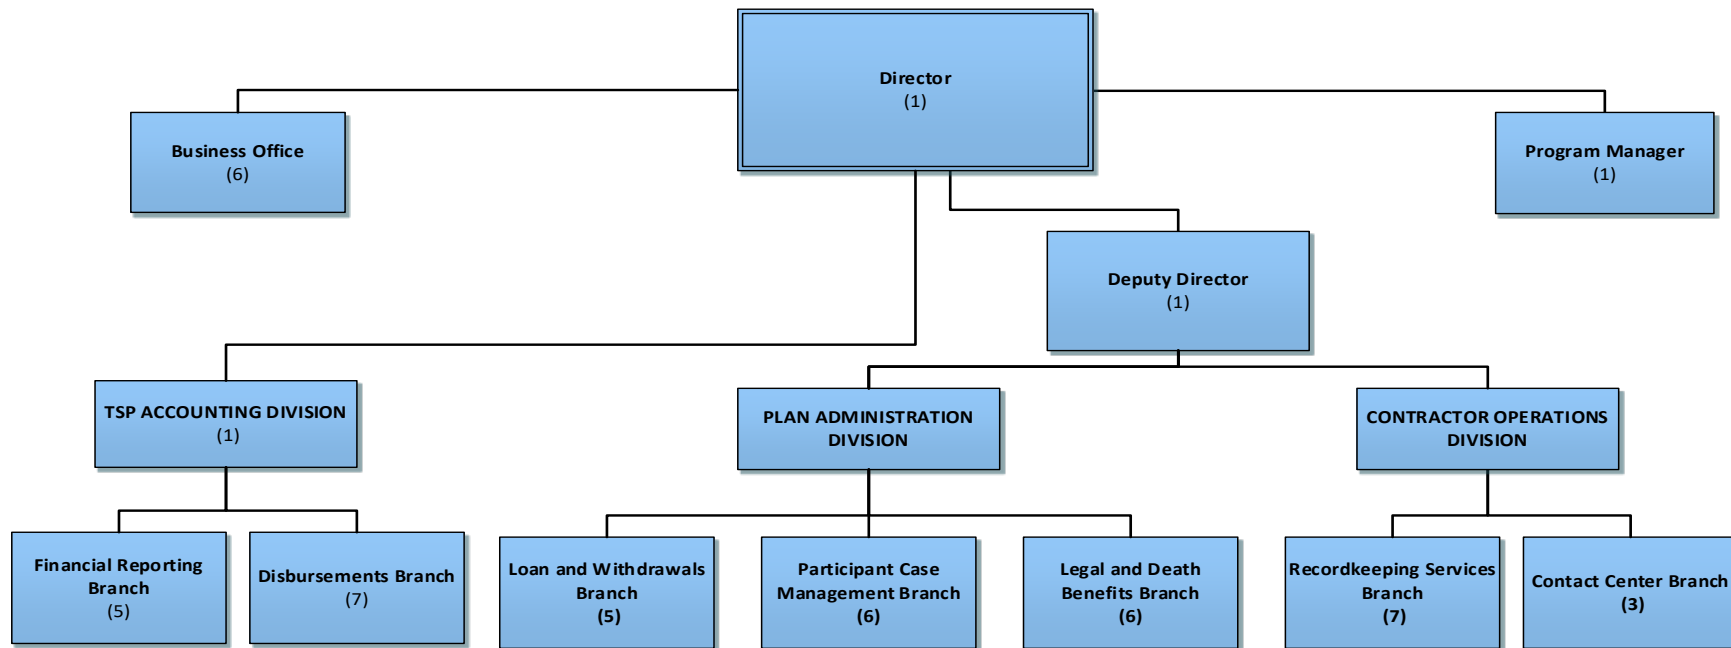 Director
(1)
Business Office
(6)
Program Manager
(1)
Deputy Director
(1)
TSP ACCOUNTING DIVISION
(1)
PLAN ADMINISTRATION
DIVISION
CONTRACTOR OPERATIONS
DIVISION
Financial Reporting
Branch
(5)
Disbursements Branch
(7)
Loan and Withdrawals
Branch
(5)
Participant Case
Management Branch
(6)
Legal and Death
Benefits Branch
(6)
Recordkeeping Services
Branch
(7)
Contact Center Branch
(3)